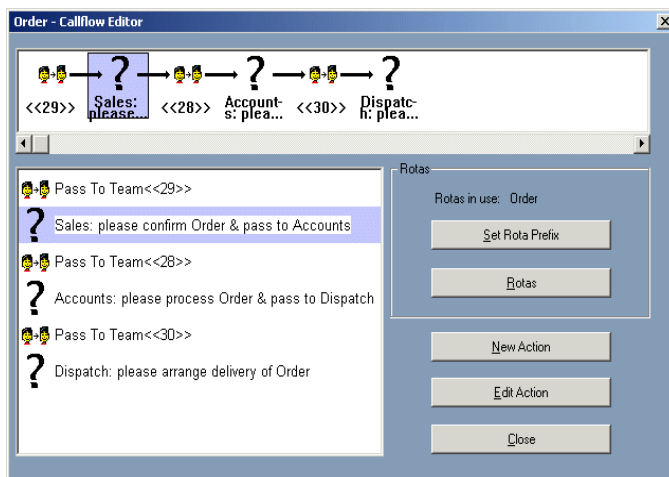 Order - Callflow Editor
<<29>> Sales: please... <<28>> Account-s: plea... <<30>> Dispatc-h: plea...
Pass To Team<<29>>
Sales: please confirm Order & pass to Accounts
Pass To Team<<28>>
Accounts: please process Order & pass to Dispatch
Pass To Team<<30>>
Dispatch: please arrange delivery of Order
Rotas
Rotas in use: Order
Set Rota Prefix
Rotas
New Action
Edit Action
Close